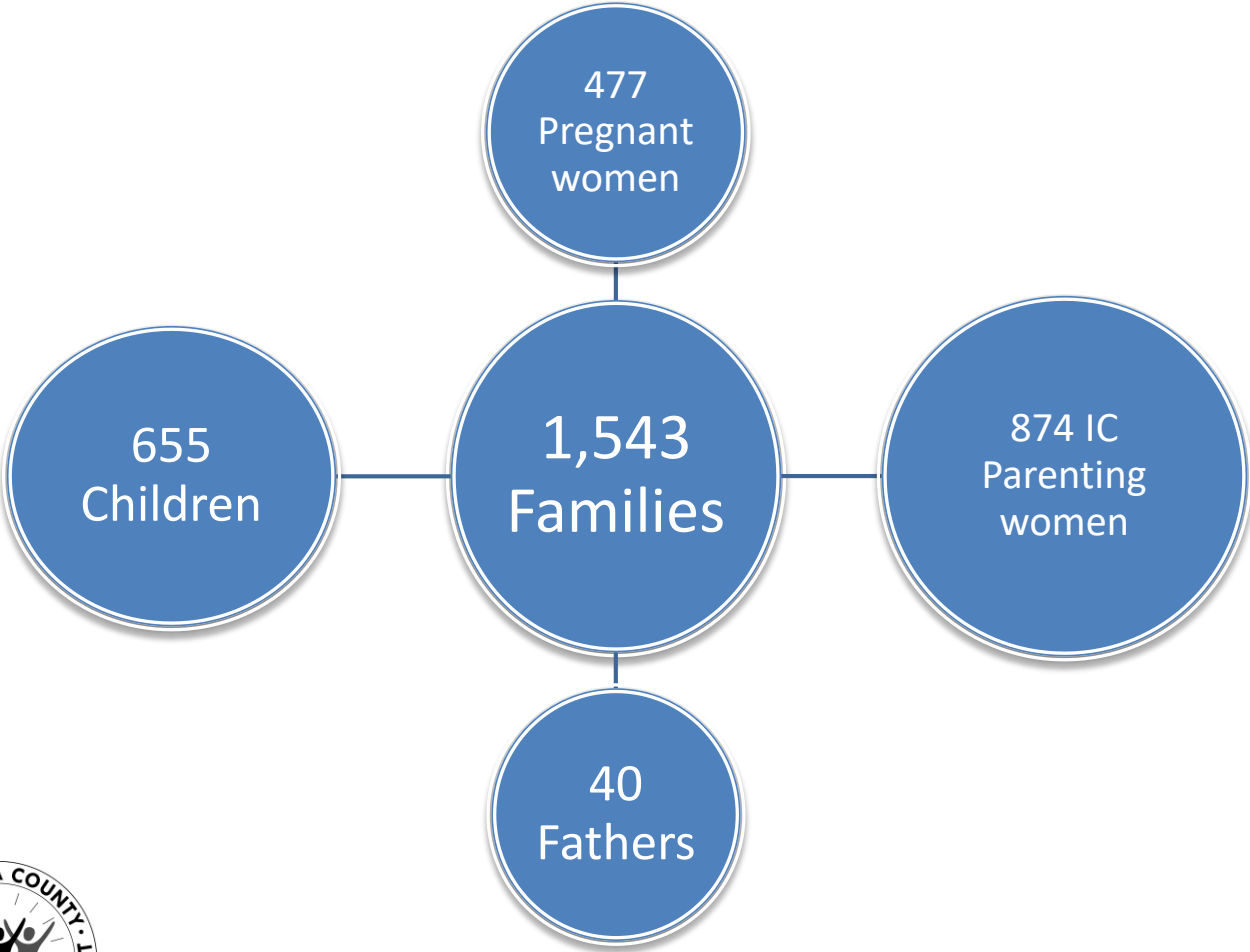 477
Pregnant
women
655
Children
1,543
Families
874 IC
Parenting
women
40
Fathers
COUNTY